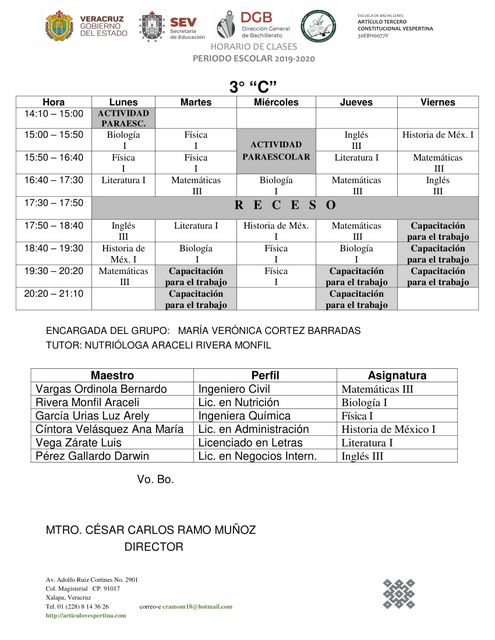 VERACRUZ
GOBIERNO
DEL ESTADO
SEV
Secretaría
de Educación
DGB
Dirección General
de Bachillerato
ESCUELA DE BACHILLERES
ARTÍCULO TERCERO
CONSTITUCIONAL VESPERTINA
30EBH0077V
HORARIO DE CLASES
PERIODO ESCOLAR 2019-2020
3° “C”
Hora Lunes Martes Miércoles Jueves Viernes
14:10 – 15:00 ACTIVIDAD
PARAESC.
15:00 – 15:50 Biología I Física I ACTIVIDAD PARAESCOLAR Inglés III Historia de Méx. I
15:50 – 16:40 Física I Física I Literatura I Matemáticas III
16:40 – 17:30 Literatura I Matemáticas III Biología I Matemáticas III Inglés III
17:30 – 17:50 R E C E S O
17:50 – 18:40 Inglés III Literatura I Historia de Méx. I Matemáticas III Capacitación para el trabajo
18:40 – 19:30 Historia de Méx. I Biología I Física I Biología I Capacitación para el trabajo
19:30 – 20:20 Matemáticas III Capacitación para el trabajo Física I Capacitación para el trabajo Capacitación para el trabajo
20:20 – 21:10 Capacitación para el trabajo Capacitación para el trabajo
ENCARGADA DEL GRUPO: MARÍA VERÓNICA CORTEZ BARRADAS
TUTOR: NUTRIÓLOGA ARACELI RIVERA MONFIL
Maestro Perfil Asignatura
Vargas Ordinola Bernardo Ingeniero Civil Matemáticas III
Rivera Monfil Araceli Lic. en Nutrición Biología I
García Urias Luz Arely Ingeniera Química Física I
Cíntora Velásquez Ana María Lic. en Administración Historia de México I
Vega Zárate Luis Licenciado en Letras Literatura I
Pérez Gallardo Darwin Lic. en Negocios Intern. Inglés III
Vo. Bo.
MTRO. CÉSAR CARLOS RAMO MUÑOZ
DIRECTOR
Av. Adolfo Ruiz Cortines No. 2901
Col. Magisterial CP. 91017
Xalapa, Veracruz
Tel. 01 (228) 8 14 36 26 correo-e cramom18@hotmail.com
http://articulovespertina.com